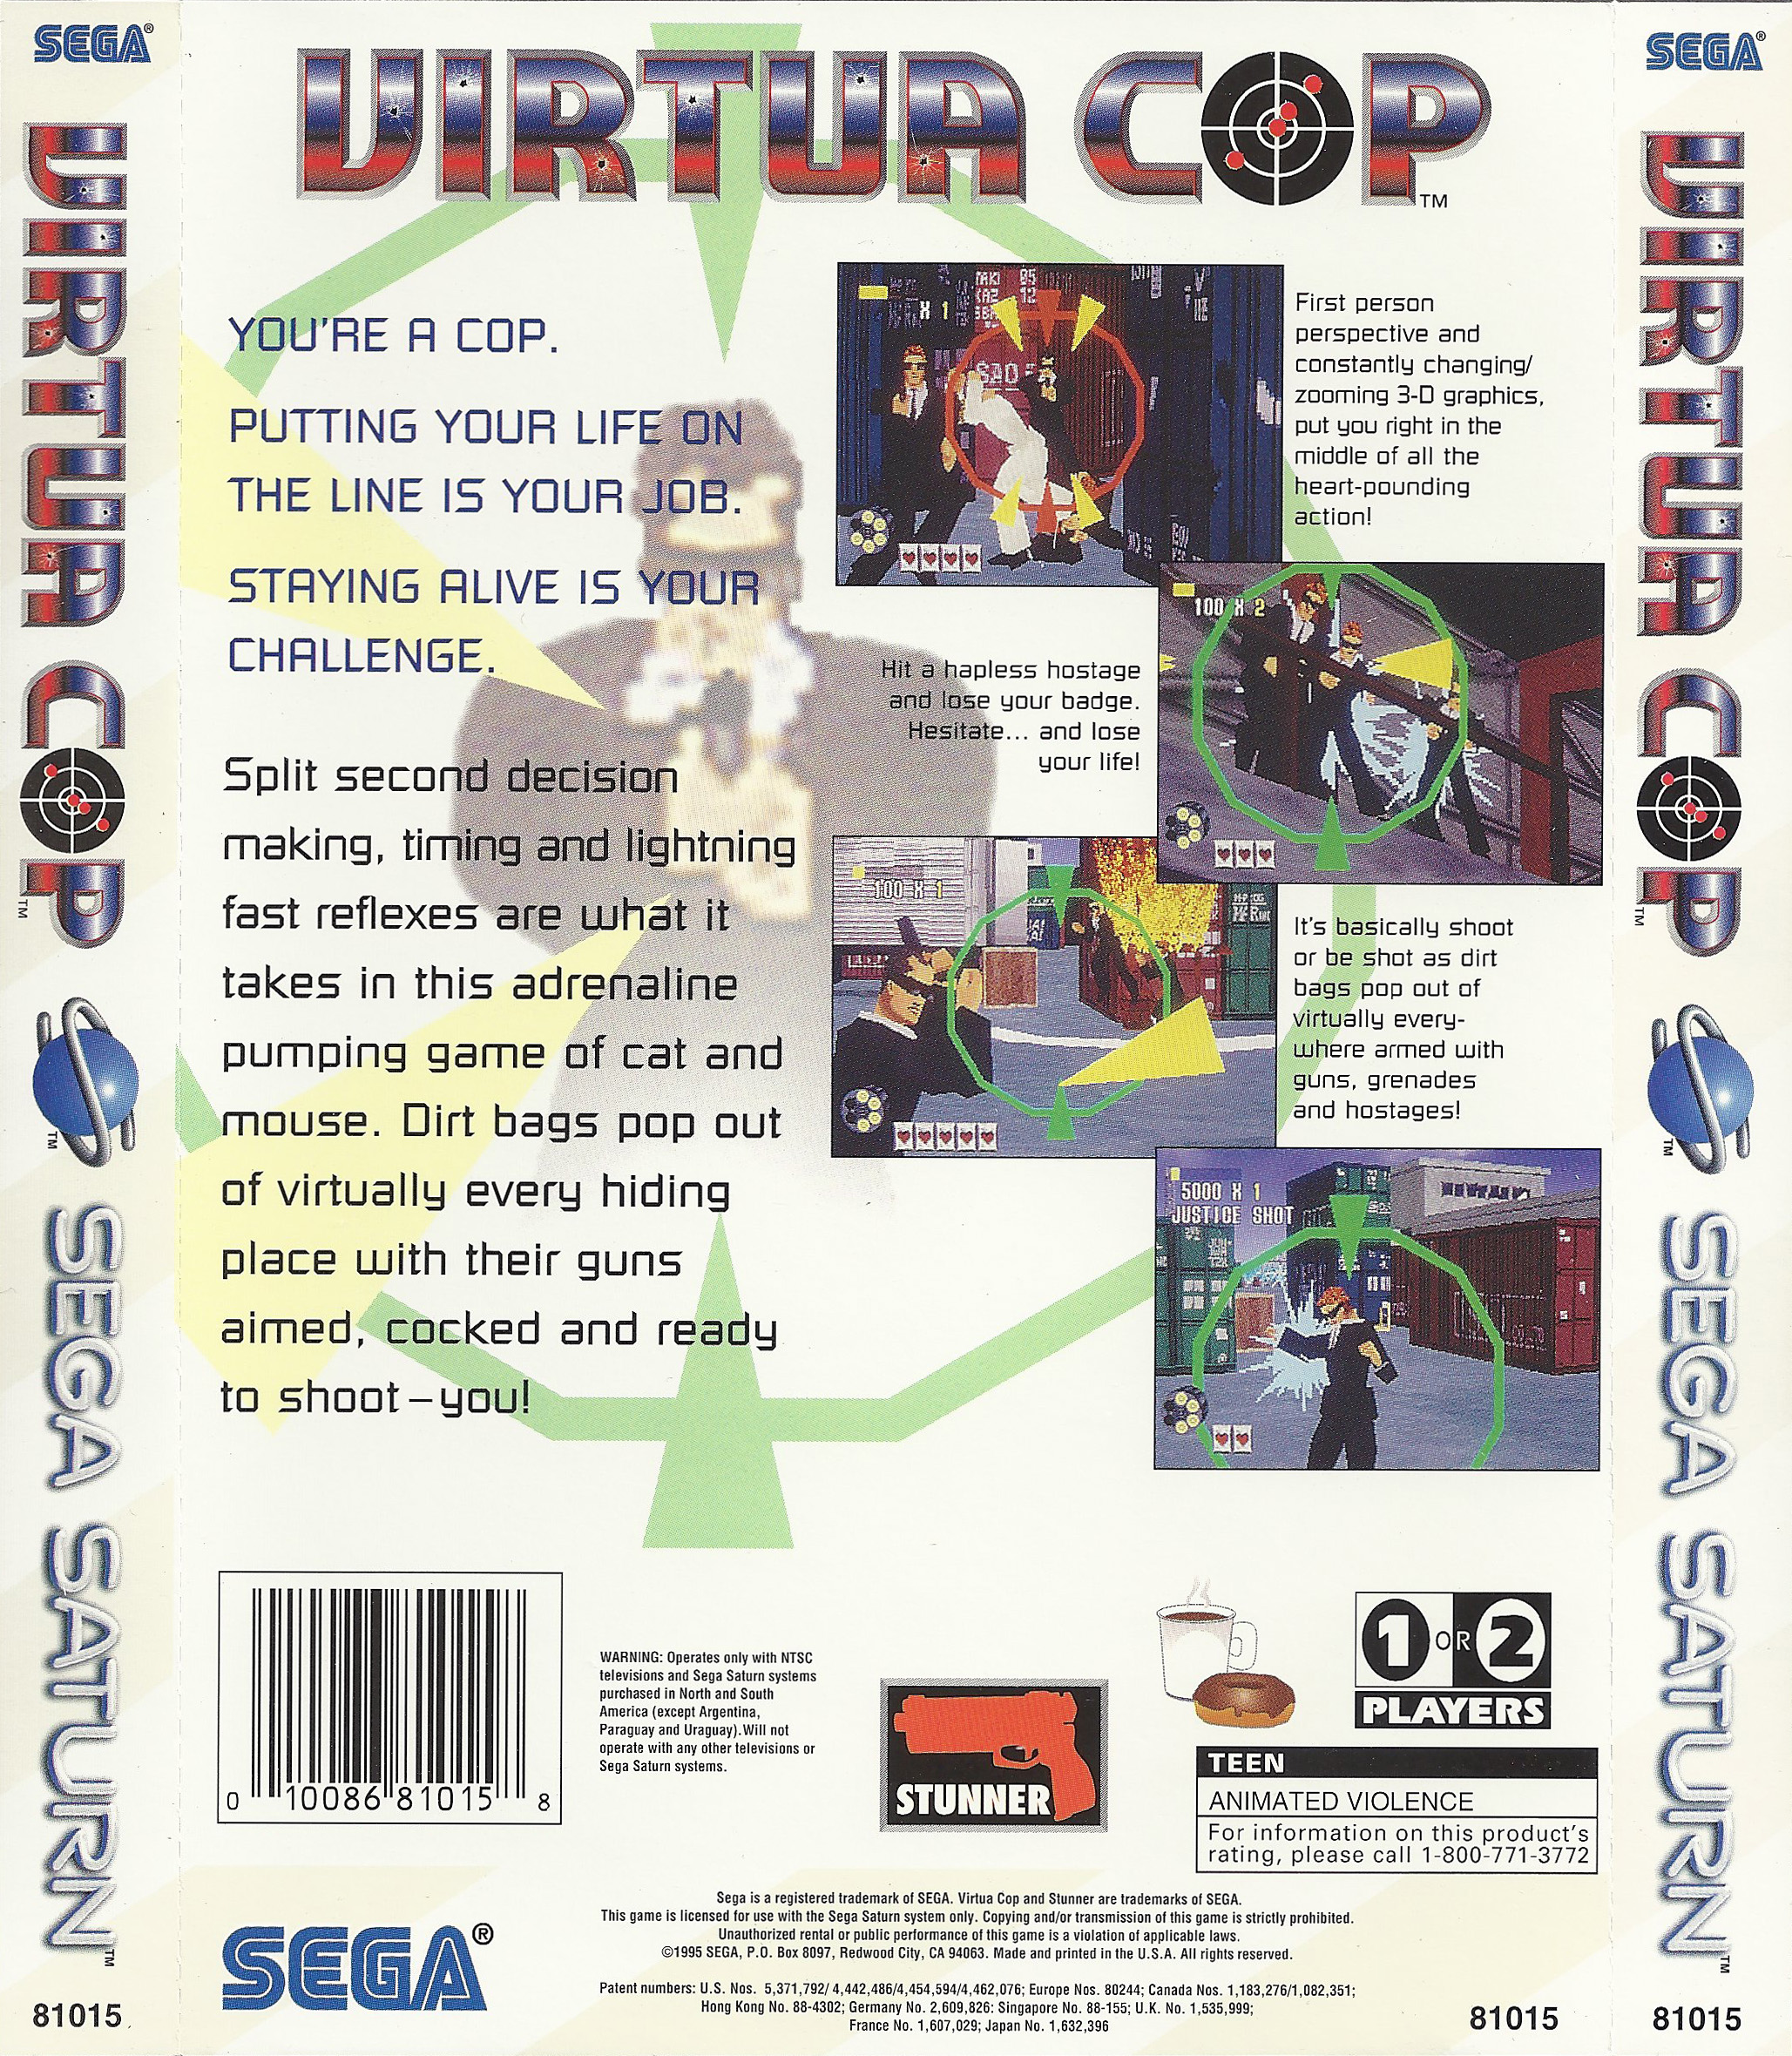 SEGA®
VIRTUA COP™
SEGA SATURN™
81015
VIRTUA COP™
YOU'RE A COP.
PUTTING YOUR LIFE ON
THE LINE IS YOUR JOB.
STAYING ALIVE IS YOUR
CHALLENGE.
Split second decision
making, timing and lightning
fast reflexes are what it
takes in this adrenaline
pumping game of cat and
mouse. Dirt bags pop out
of virtually every hiding
place with their guns
aimed, cocked and ready
to shoot – you!
X 1
First person
perspective and
constantly changing/
zooming 3-D graphics,
put you right in the
middle of all the
heart-pounding
action!
100 X 2
Hit a hapless hostage
and lose your badge.
Hesitate... and lose
your life!
100 X 1
It's basically shoot
or be shot as dirt
bags pop out of
virtually every-
where armed with
guns, grenades
and hostages!
5000 X 1
JUSTICE SHOT
0 10086 81015 8
WARNING: Operates only with NTSC
televisions and Sega Saturn systems
purchased in North and South
America (except Argentina,
Paraguay and Uraguay).Will not
operate with any other televisions or
Sega Saturn systems.
STUNNER
1 OR 2
PLAYERS
TEEN
ANIMATED VIOLENCE
For information on this product's
rating, please call 1-800-771-3772
SEGA®
Sega is a registered trademark of SEGA. Virtua Cop and Stunner are trademarks of SEGA.
This game is licensed for use with the Sega Saturn system only. Copying and/or transmission of this game is strictly prohibited.
Unauthorized rental or public performance of this game is a violation of applicable laws.
©1995 SEGA, P.O. Box 8097, Redwood City, CA 94063. Made and printed in the U.S.A. All rights reserved.
Patent numbers: U.S. Nos. 5,371,792/ 4,442,486/4,454,594/4,462,076; Europe Nos. 80244; Canada Nos. 1,183,276/1,082,351;
Hong Kong No. 88-4302; Germany No. 2,609,826: Singapore No. 88-155; U.K. No. 1,535,999;
France No. 1,607,029; Japan No. 1,632,396
81015
SEGA®
VIRTUA COP™
SEGA SATURN™
81015